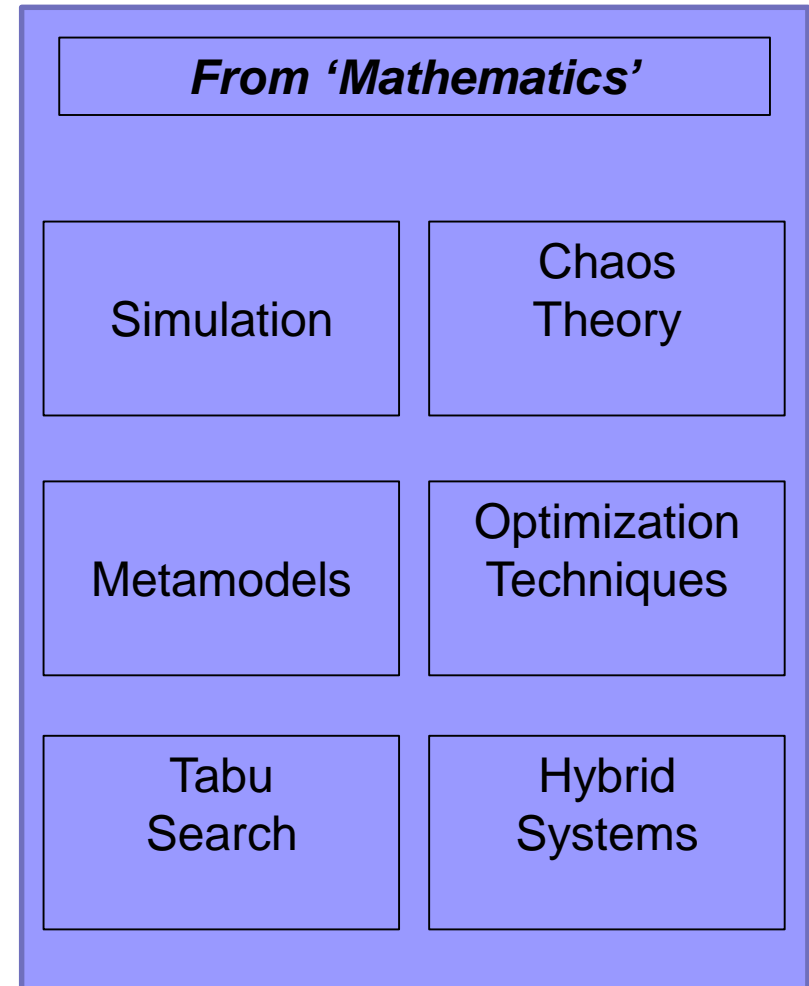 From ‘Mathematics’
Simulation
Chaos
Theory
Metamodels
Optimization
Techniques
Tabu
Search
Hybrid
Systems